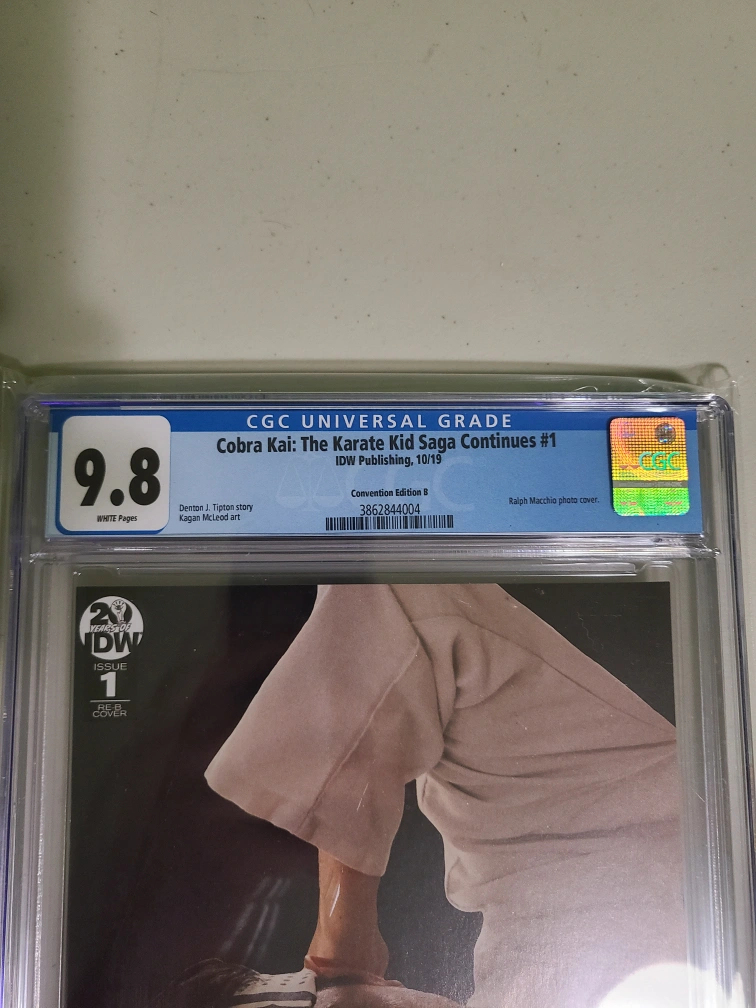 CGC UNIVERSAL GRADE
9.8
WHITE Pages
Cobra Kai: The Karate Kid Saga Continues #1
IDW Publishing, 10/19
Convention Edition B
Denton J. Tipton story
Kagan McLeod art
3862844004
Ralph Macchio photo cover.
CGC
20
YEARS OF
IDW
ISSUE
1
RE-B
COVER